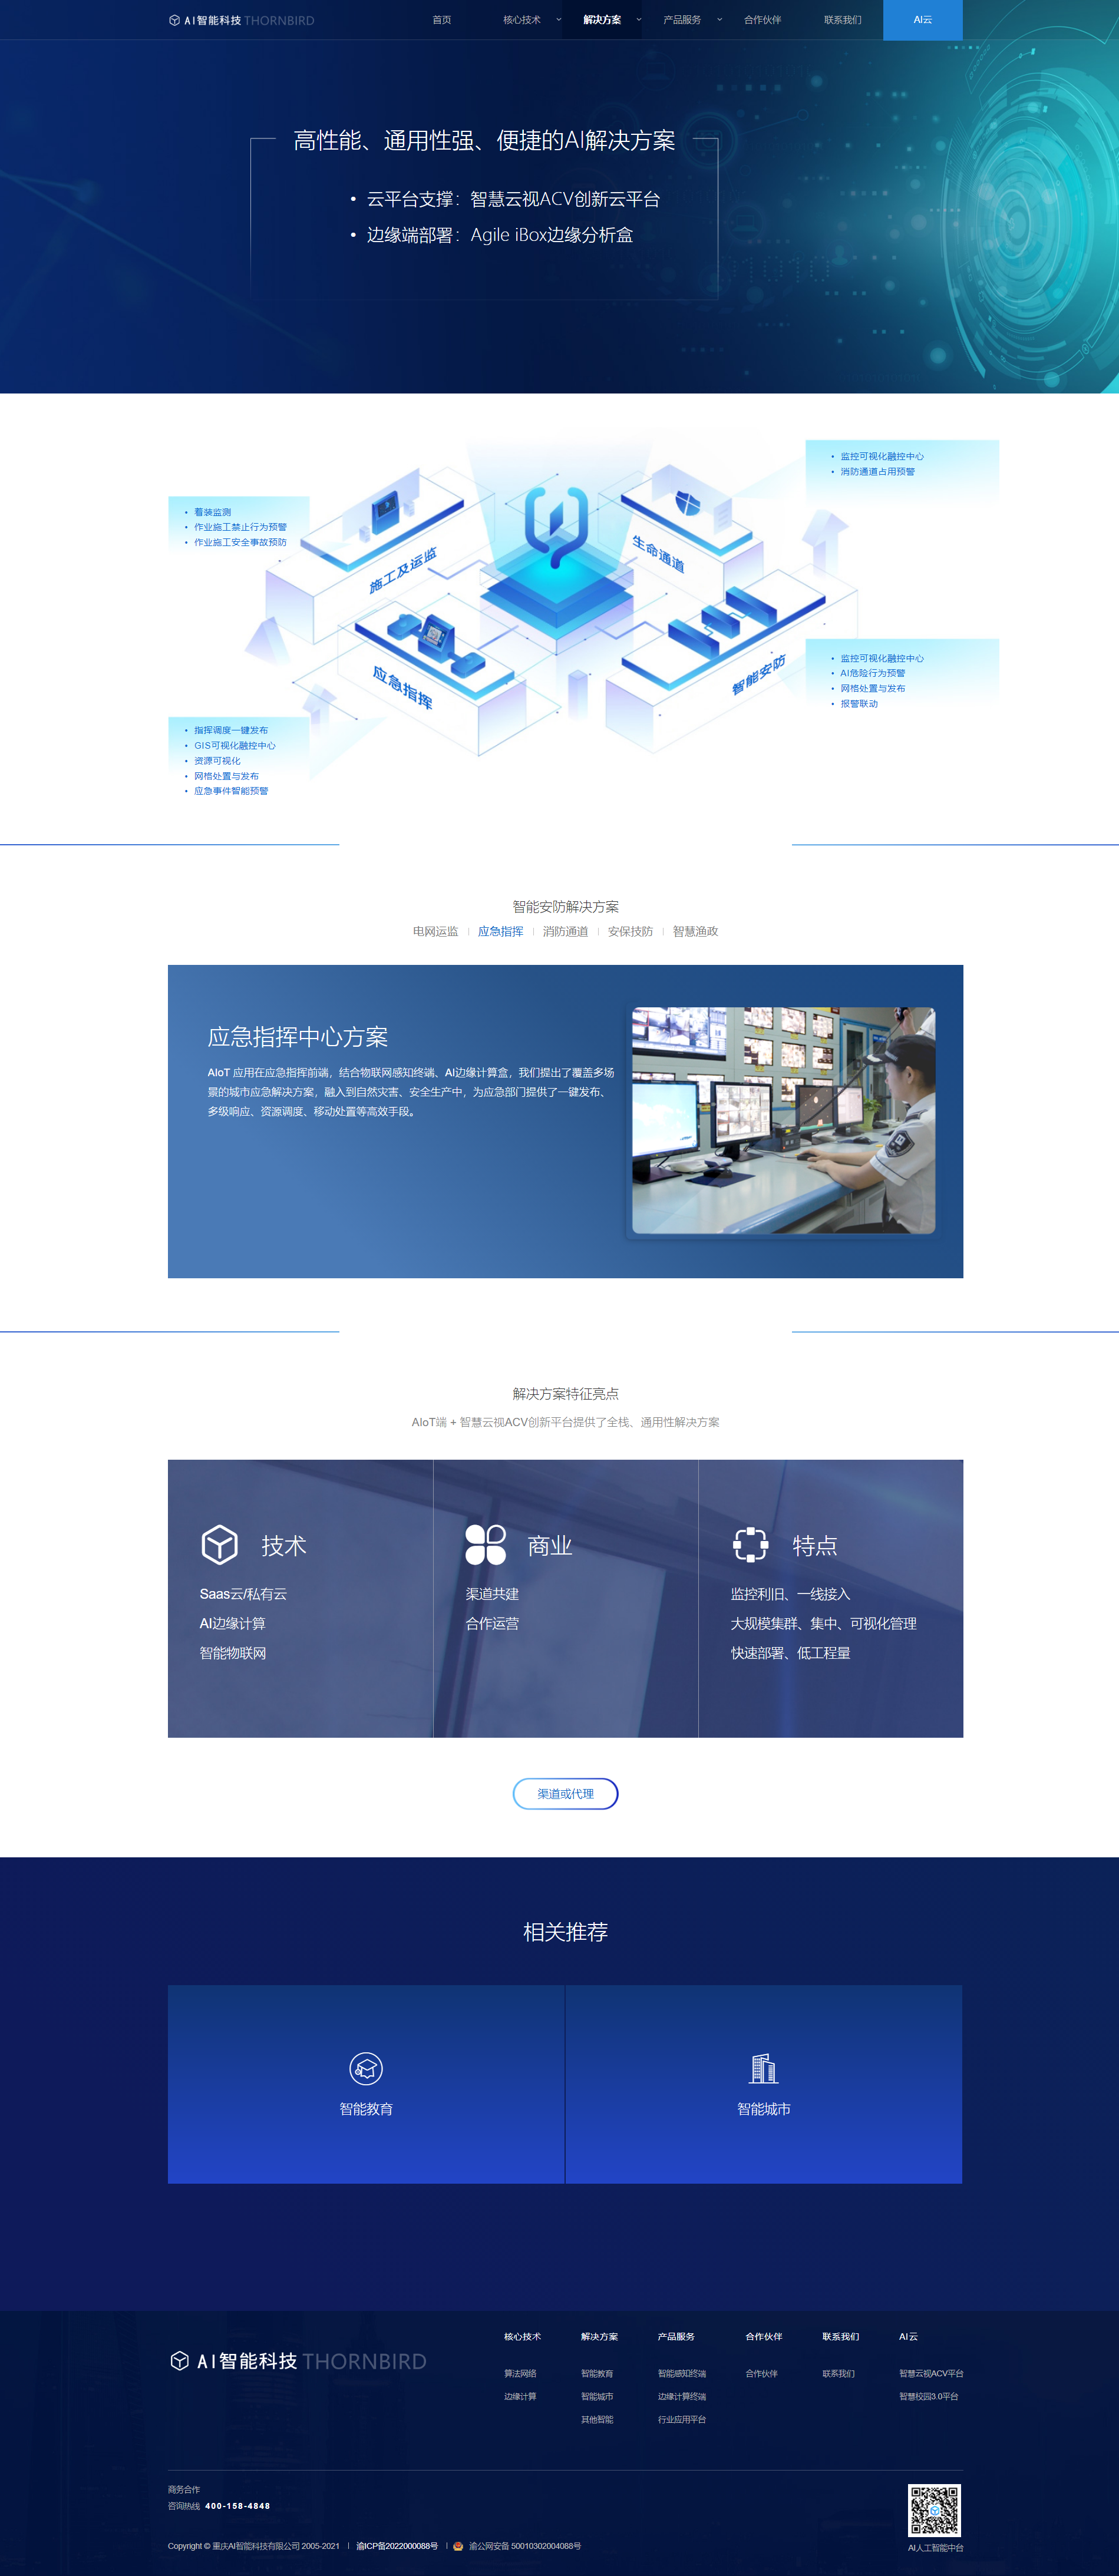 AI智能科技 THORNBIRD
首页
核心技术
解决方案
产品服务
合作伙伴
联系我们
AI云
高性能、通用性强、便捷的AI解决方案
• 云平台支撑：智慧云视ACV创新云平台
• 边缘端部署：Agile iBox边缘分析盒
• 监控可视化融控中心
• 消防通道占用预警
• 着装监测
• 作业施工禁止行为预警
• 作业施工安全事故预防
施工及运监
生命通道
应急指挥
智能安防
• 监控可视化融控中心
• AI危险行为预警
• 网格处置与发布
• 报警联动
• 指挥调度一键发布
• GIS可视化融控中心
• 资源可视化
• 网格处置与发布
• 应急事件智能预警
智能安防解决方案
电网运监 | 应急指挥 | 消防通道 | 安保技防 | 智慧渔政
应急指挥中心方案
AIoT 应用在应急指挥前端，结合物联网感知终端、AI边缘计算盒，我们提出了覆盖多场
景的城市应急解决方案，融入到自然灾害、安全生产中，为应急部门提供了一键发布、
多级响应、资源调度、移动处置等高效手段。
解决方案特征亮点
AIoT端 + 智慧云视ACV创新平台提供了全栈、通用性解决方案
技术
Saas云/私有云
AI边缘计算
智能物联网
商业
渠道共建
合作运营
特点
监控利旧、一线接入
大规模集群、集中、可视化管理
快速部署、低工程量
渠道或代理
相关推荐
智能教育
智能城市
AI智能科技 THORNBIRD
核心技术
算法网络
边缘计算
解决方案
智能教育
智能城市
其他智能
产品服务
智能感知终端
边缘计算终端
行业应用平台
合作伙伴
合作伙伴
联系我们
联系我们
AI云
智慧云视ACV平台
智慧校园3.0平台
商务合作
咨询热线 400-158-4848
Copyright © 重庆AI智能科技有限公司 2005-2021 | 渝ICP备2022000088号 | 渝公网安备 50010302004088号
AI人工智能中台